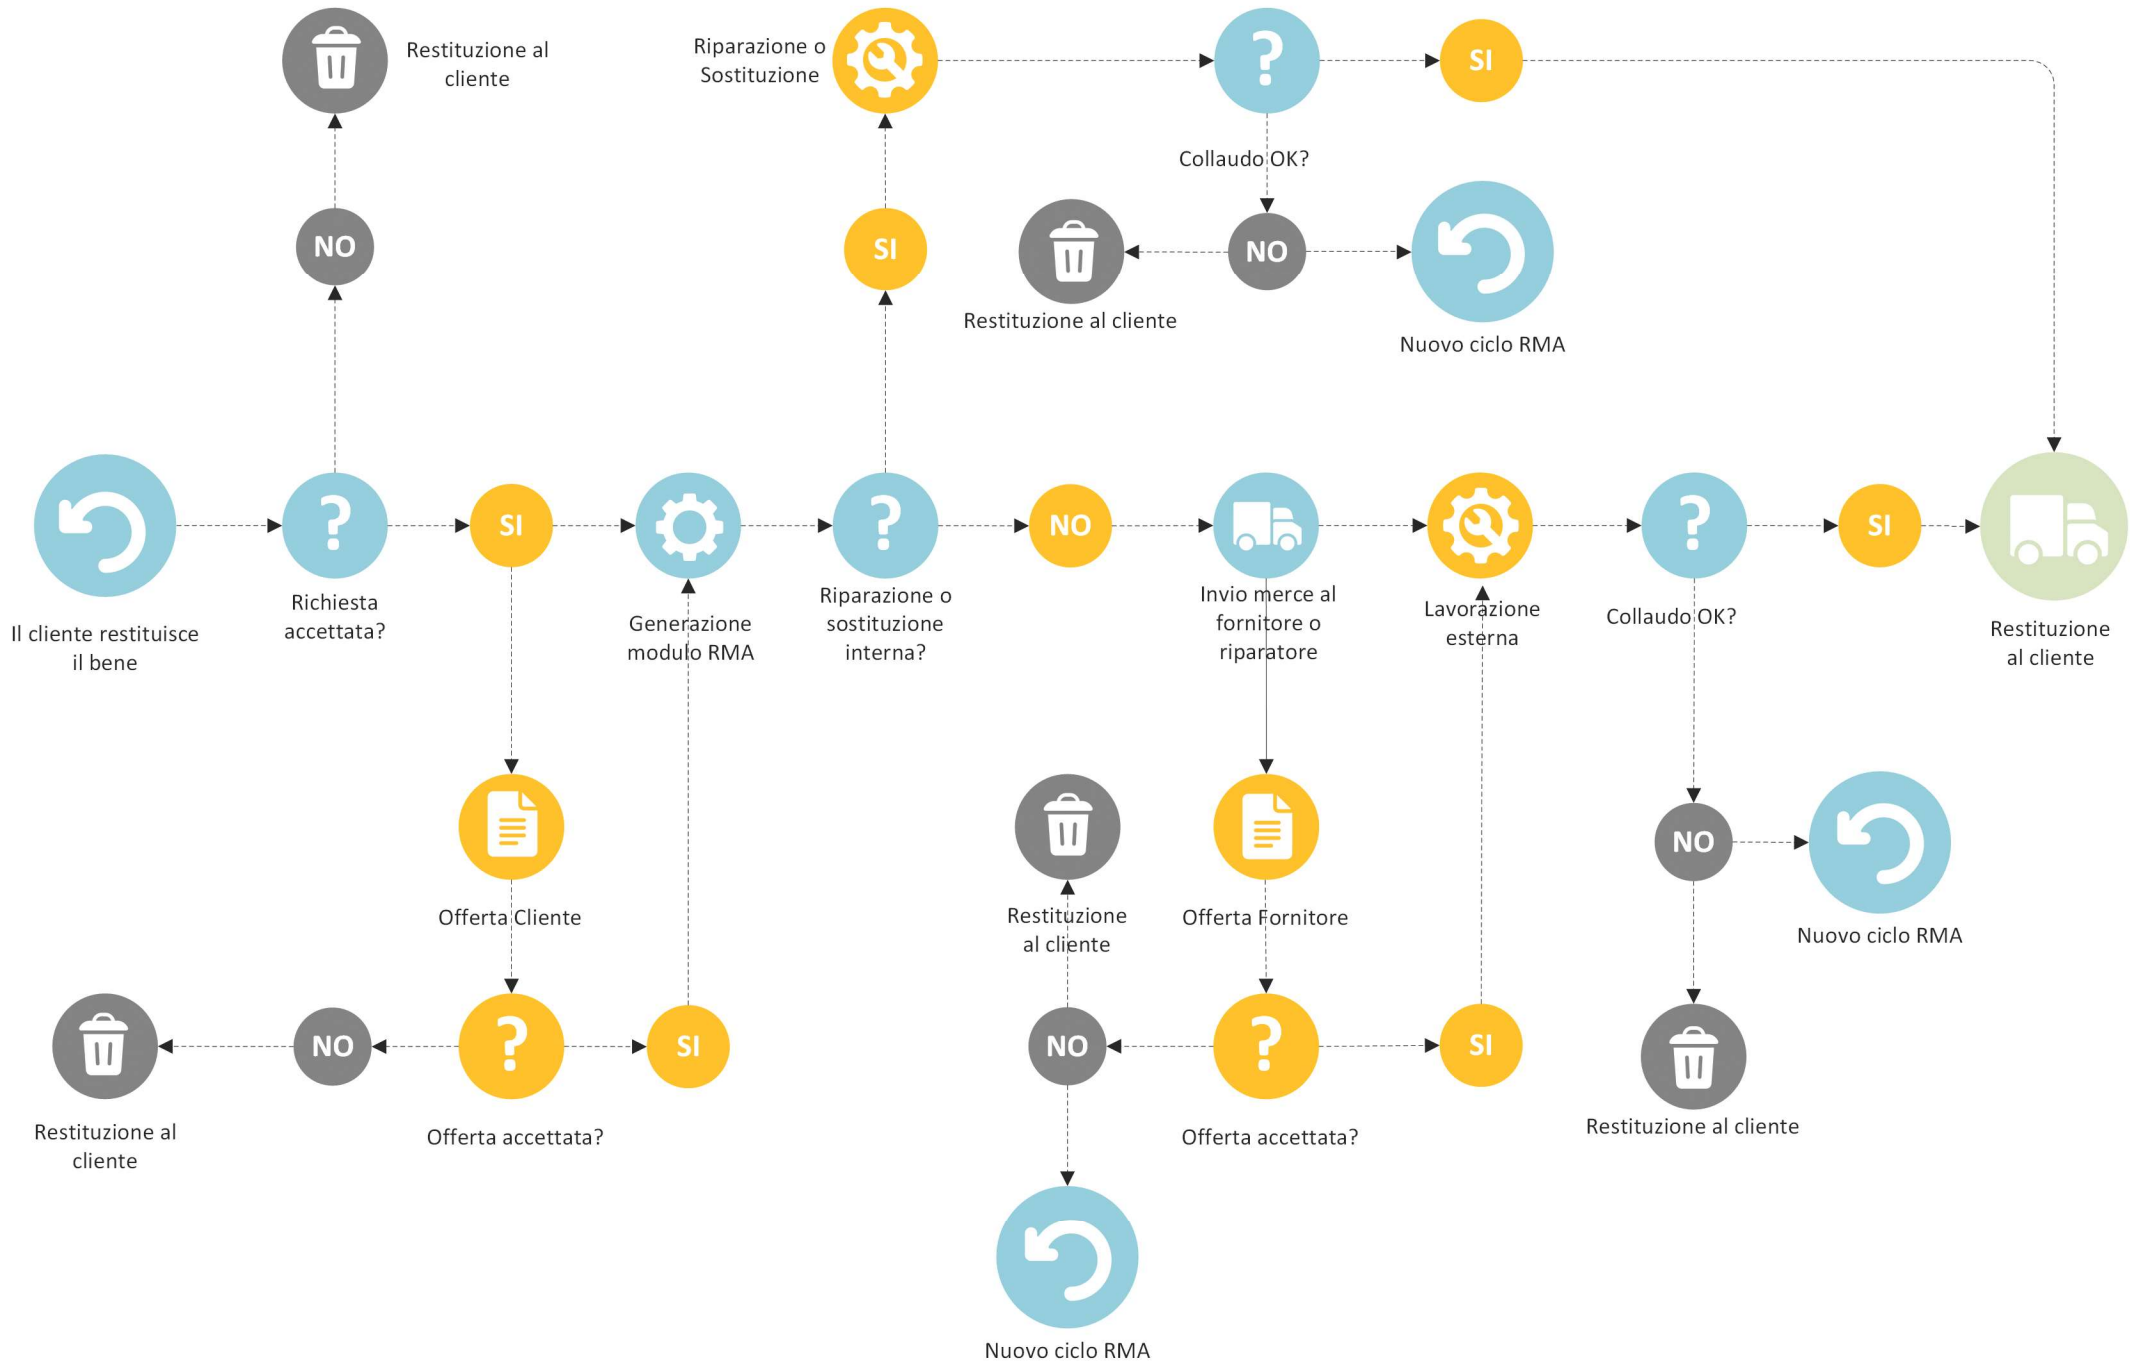 Restituzione al
cliente
Riparazione o
Sostituzione
SI
Collaudo OK?
NO
SI
NO
Restituzione al cliente
Nuovo ciclo RMA
SI
NO
SI
SI
Richiesta
accettata?
Il cliente restituisce
il bene
Generazione
modulo RMA
Riparazione o
sostituzione
interna?
Invio merce al
fornitore o
riparatore
Lavorazione
esterna
Collaudo OK?
Restituzione
al cliente
NO
Offerta Cliente
Restituzione
al cliente
Offerta Fornitore
Nuovo ciclo RMA
NO
SI
NO
SI
Restituzione al
cliente
Offerta accettata?
Offerta accettata?
Restituzione al cliente
Nuovo ciclo RMA